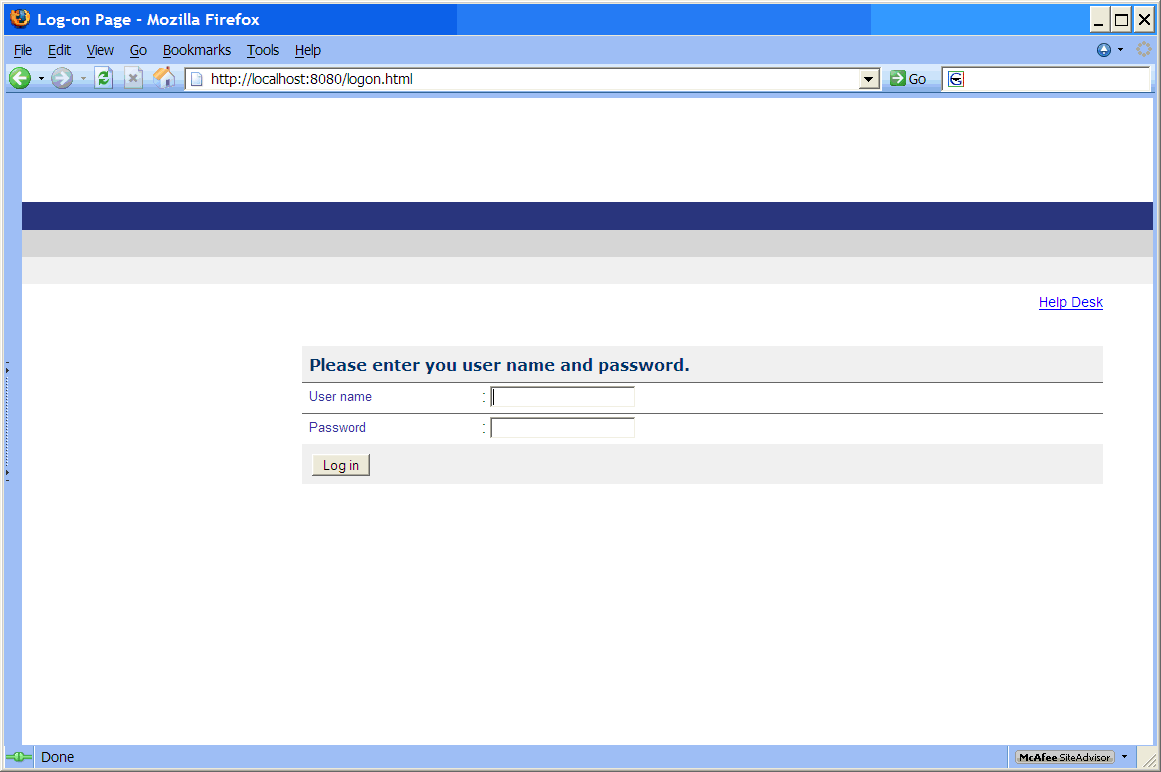 Log-on Page - Mozilla Firefox
File Edit View Go Bookmarks Tools Help
http://localhost:8080/logon.html Go
Help Desk
Please enter you user name and password.
User name :
Password :
Log in
Done McAfee SiteAdvisor